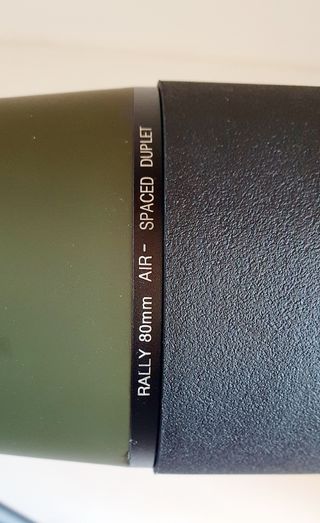 RALLY 80mm AIR- SPACED DUPLET